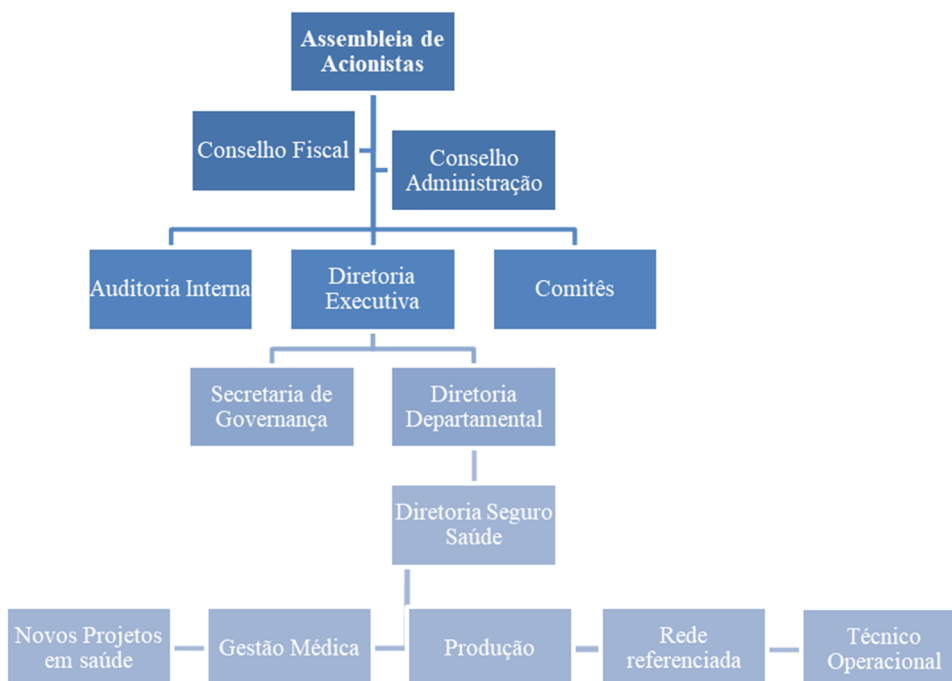 Assembleia de
Acionistas
Conselho Fiscal
Conselho
Administração
Auditoria Interna
Diretoria
Executiva
Comitês
Secretaria de
Governança
Diretoria
Departamental
Diretoria Seguro
Saúde
Novos Projetos
em saúde
Gestão Médica
Produção
Rede
referenciada
Técnico
Operacional